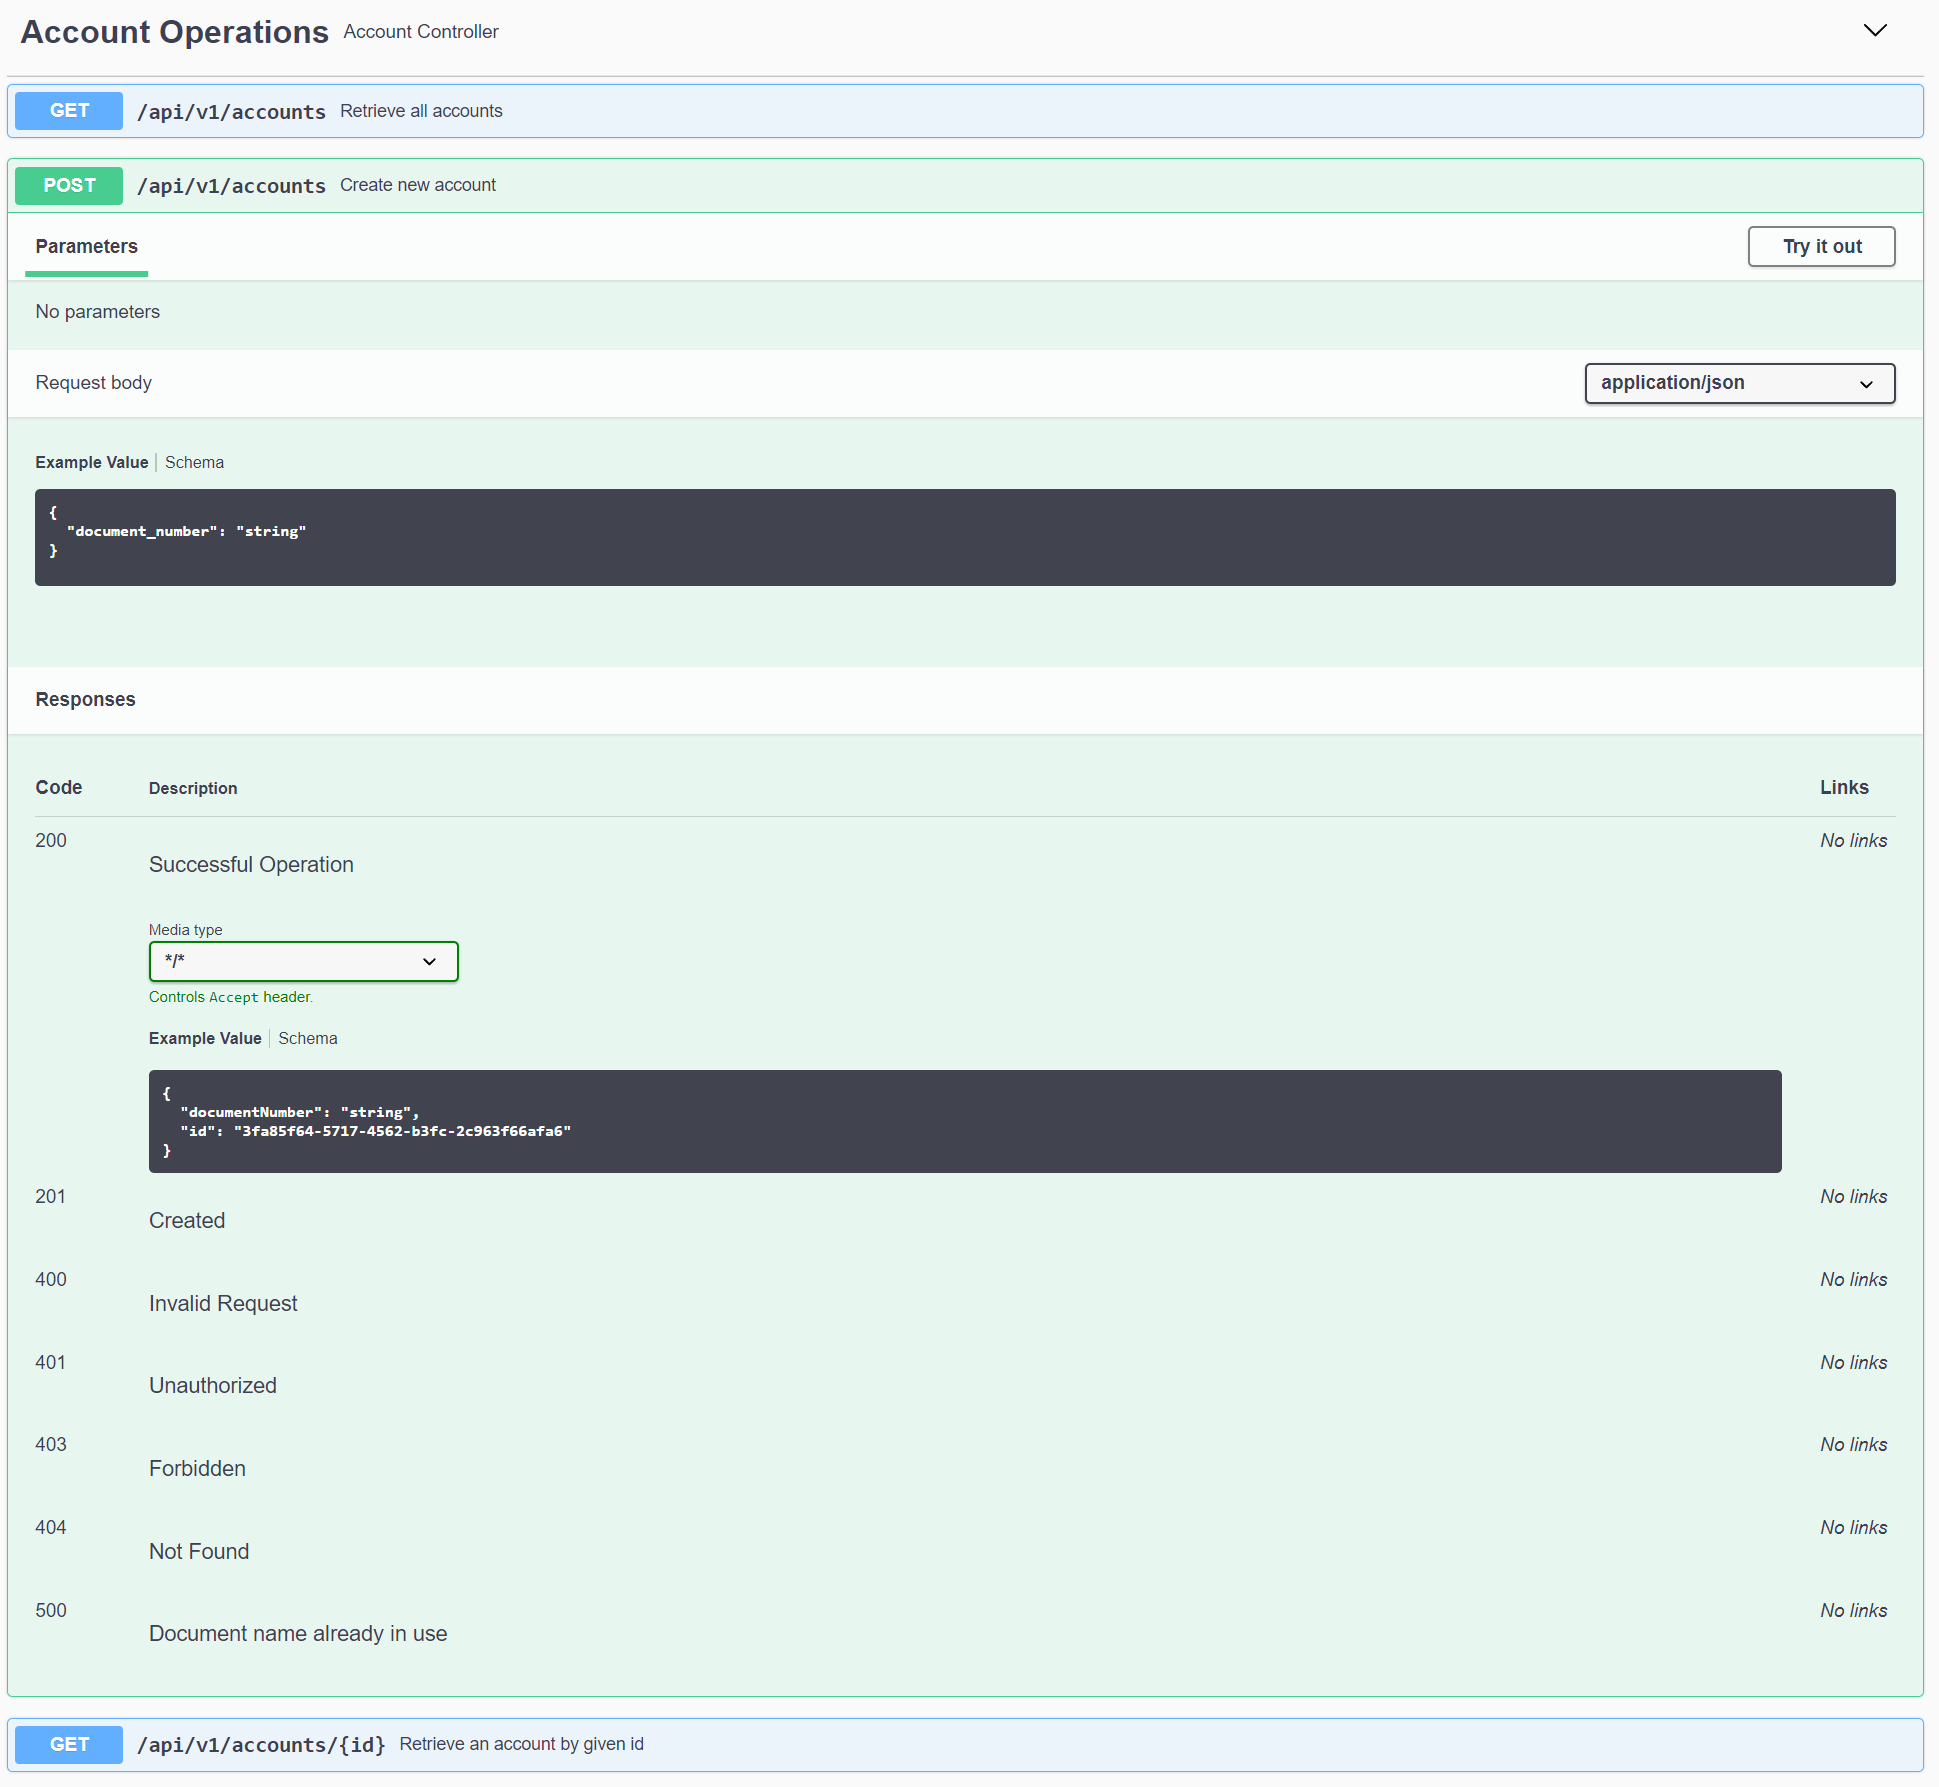 Account Operations Account Controller
GET /api/v1/accounts Retrieve all accounts
POST /api/v1/accounts Create new account
Parameters Try it out
No parameters
Request body application/json
Example Value Schema
{
"document_number": "string"
}
Responses
Code Description Links
200 No links
Successful Operation
Media type
*/*
Controls Accept header.
Example Value Schema
{
"documentNumber": "string",
"id": "3fa85f64-5717-4562-b3fc-2c963f66afa6"
}
201 No links
Created
400 No links
Invalid Request
401 No links
Unauthorized
403 No links
Forbidden
404 No links
Not Found
500 No links
Document name already in use
GET /api/v1/accounts/{id} Retrieve an account by given id